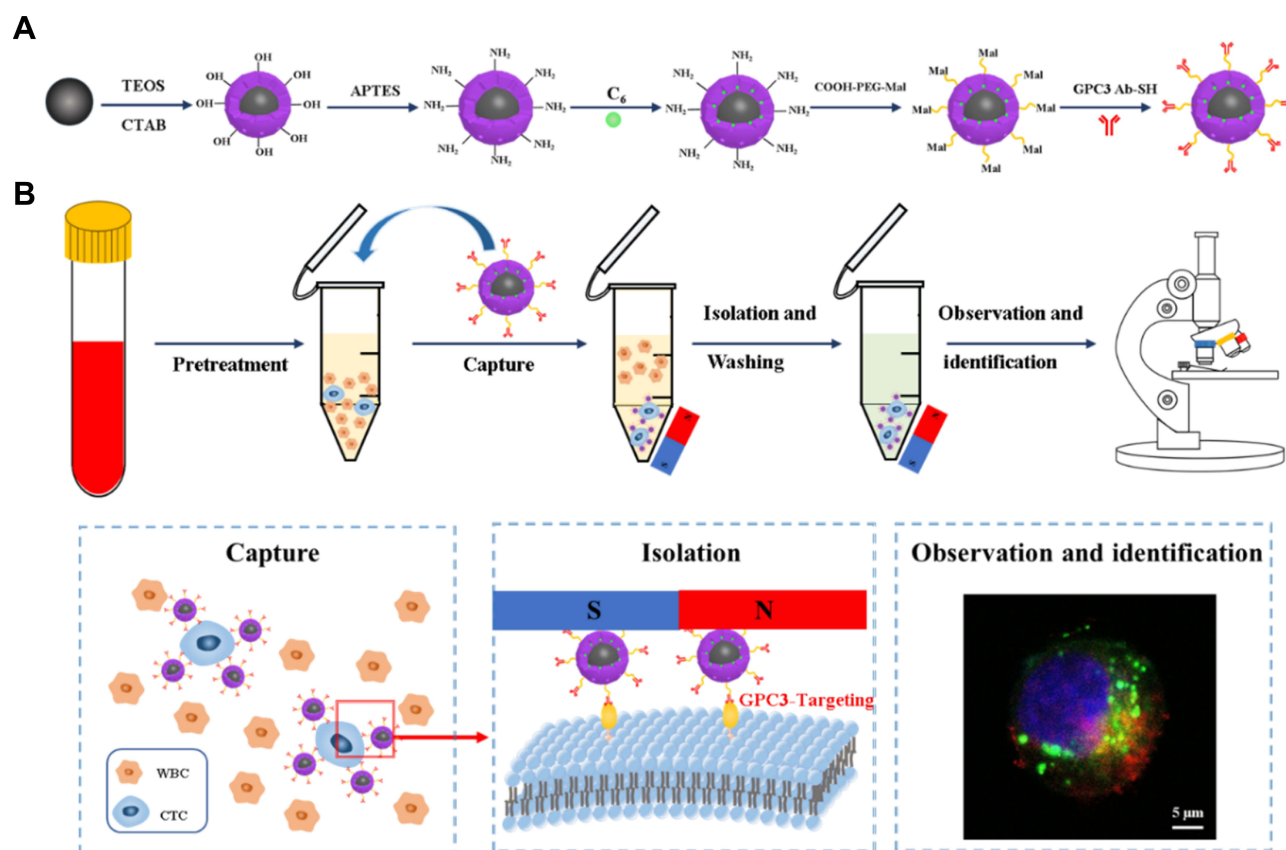 A
TEOS
CTAB
OH
OH
OH
OH
OH
OH
OH
OH
APTES
NH2
NH2
NH2
NH2
NH2
NH2
NH2
NH2
C6
NH2
NH2
NH2
NH2
NH2
NH2
NH2
NH2
COOH-PEG-Mal
Mal
Mal
Mal
Mal
Mal
Mal
Mal
Mal
GPC3 Ab-SH
B
Pretreatment
Capture
Isolation and
Washing
Observation and
identification
Capture
WBC
CTC
Isolation
S N
GPC3-Targeting
Observation and identification
5 μm